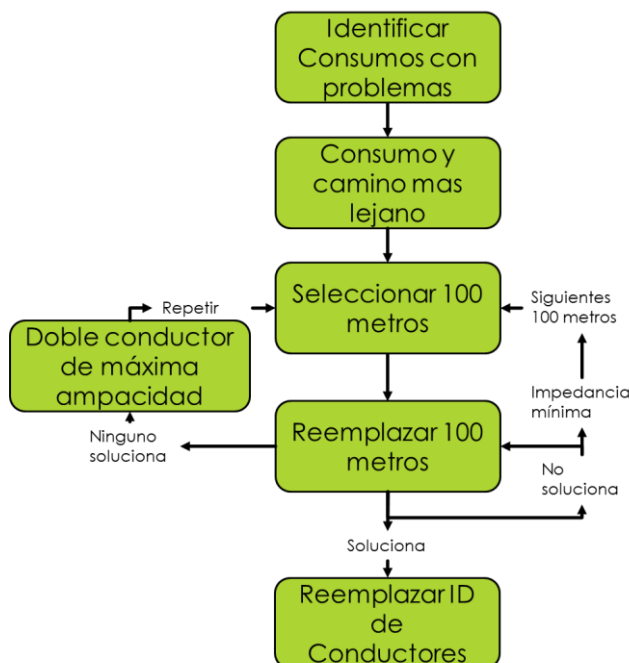 Identificar
Consumos con
problemas
Consumo y
camino mas
lejano
Repetir
Seleccionar 100
metros
Siguientes
100 metros
Doble conductor
de máxima
ampacidad
Impedancia
mínima
Ninguno
soluciona
Reemplazar 100
metros
No
soluciona
Soluciona
Reemplazar ID
de
Conductores